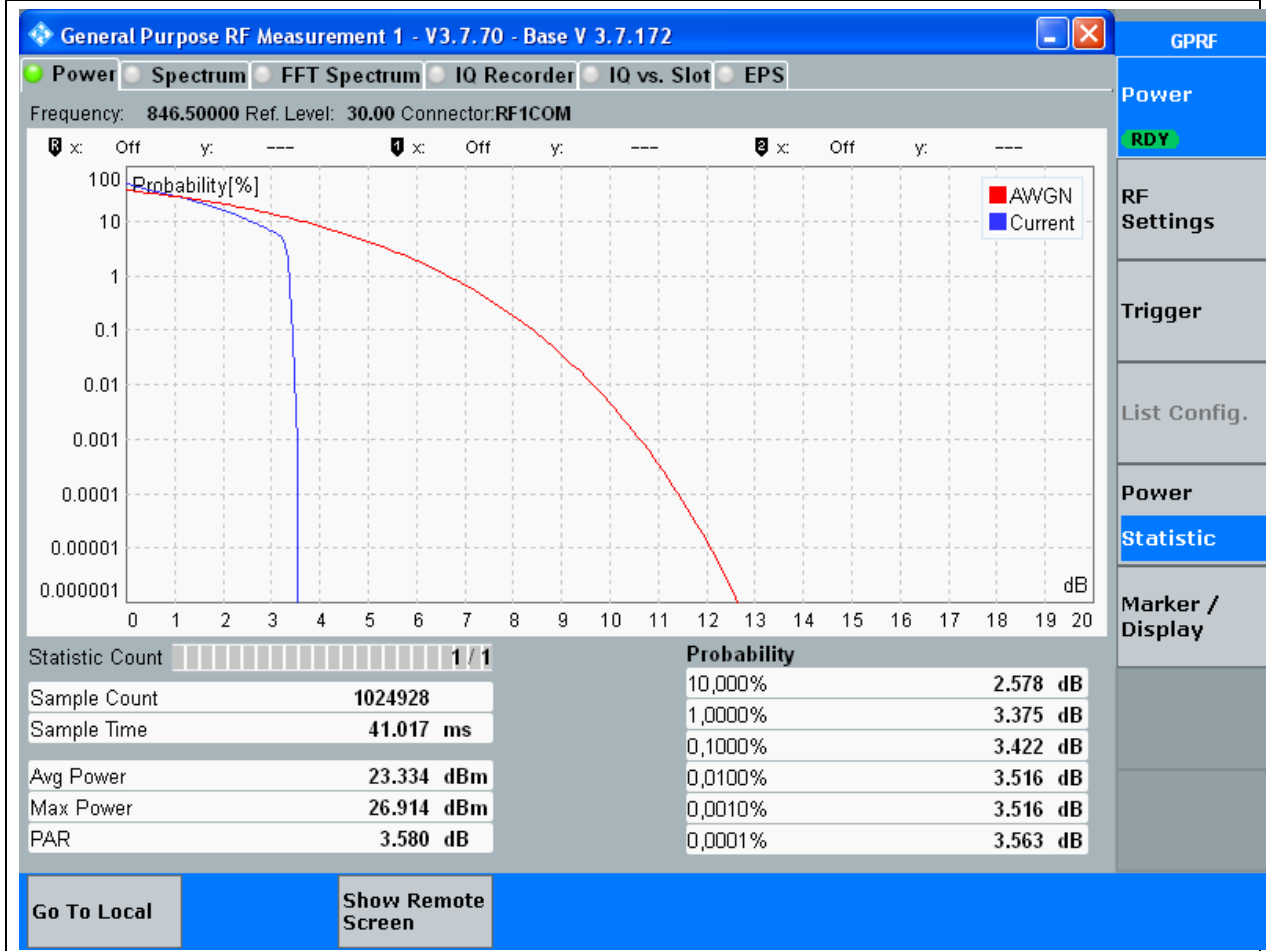 General Purpose RF Measurement 1 - V3.7.70 - Base V 3.7.172
GPRF
Power Spectrum FFT Spectrum IQ Recorder IQ vs. Slot EPS
Frequency: 846.50000 Ref. Level: 30.00 Connector:RF1COM
R x: Off y: --- 1 x: Off y: --- 2 x: Off y: ---
Probability[%]
AWGN
Current
100
10
1
0.1
0.01
0.001
0.0001
0.00001
0.000001
dB
0 1 2 3 4 5 6 7 8 9 10 11 12 13 14 15 16 17 18 19 20
Statistic Count 1 / 1
Sample Count 1024928
Sample Time 41.017 ms
Avg Power 23.334 dBm
Max Power 26.914 dBm
PAR 3.580 dB
Probability
10,000% 2.578 dB
1,0000% 3.375 dB
0,1000% 3.422 dB
0,0100% 3.516 dB
0,0010% 3.516 dB
0,0001% 3.563 dB
Power
RDY
RF
Settings
Trigger
List Config.
Power
Statistic
Marker /
Display
Go To Local
Show Remote
Screen